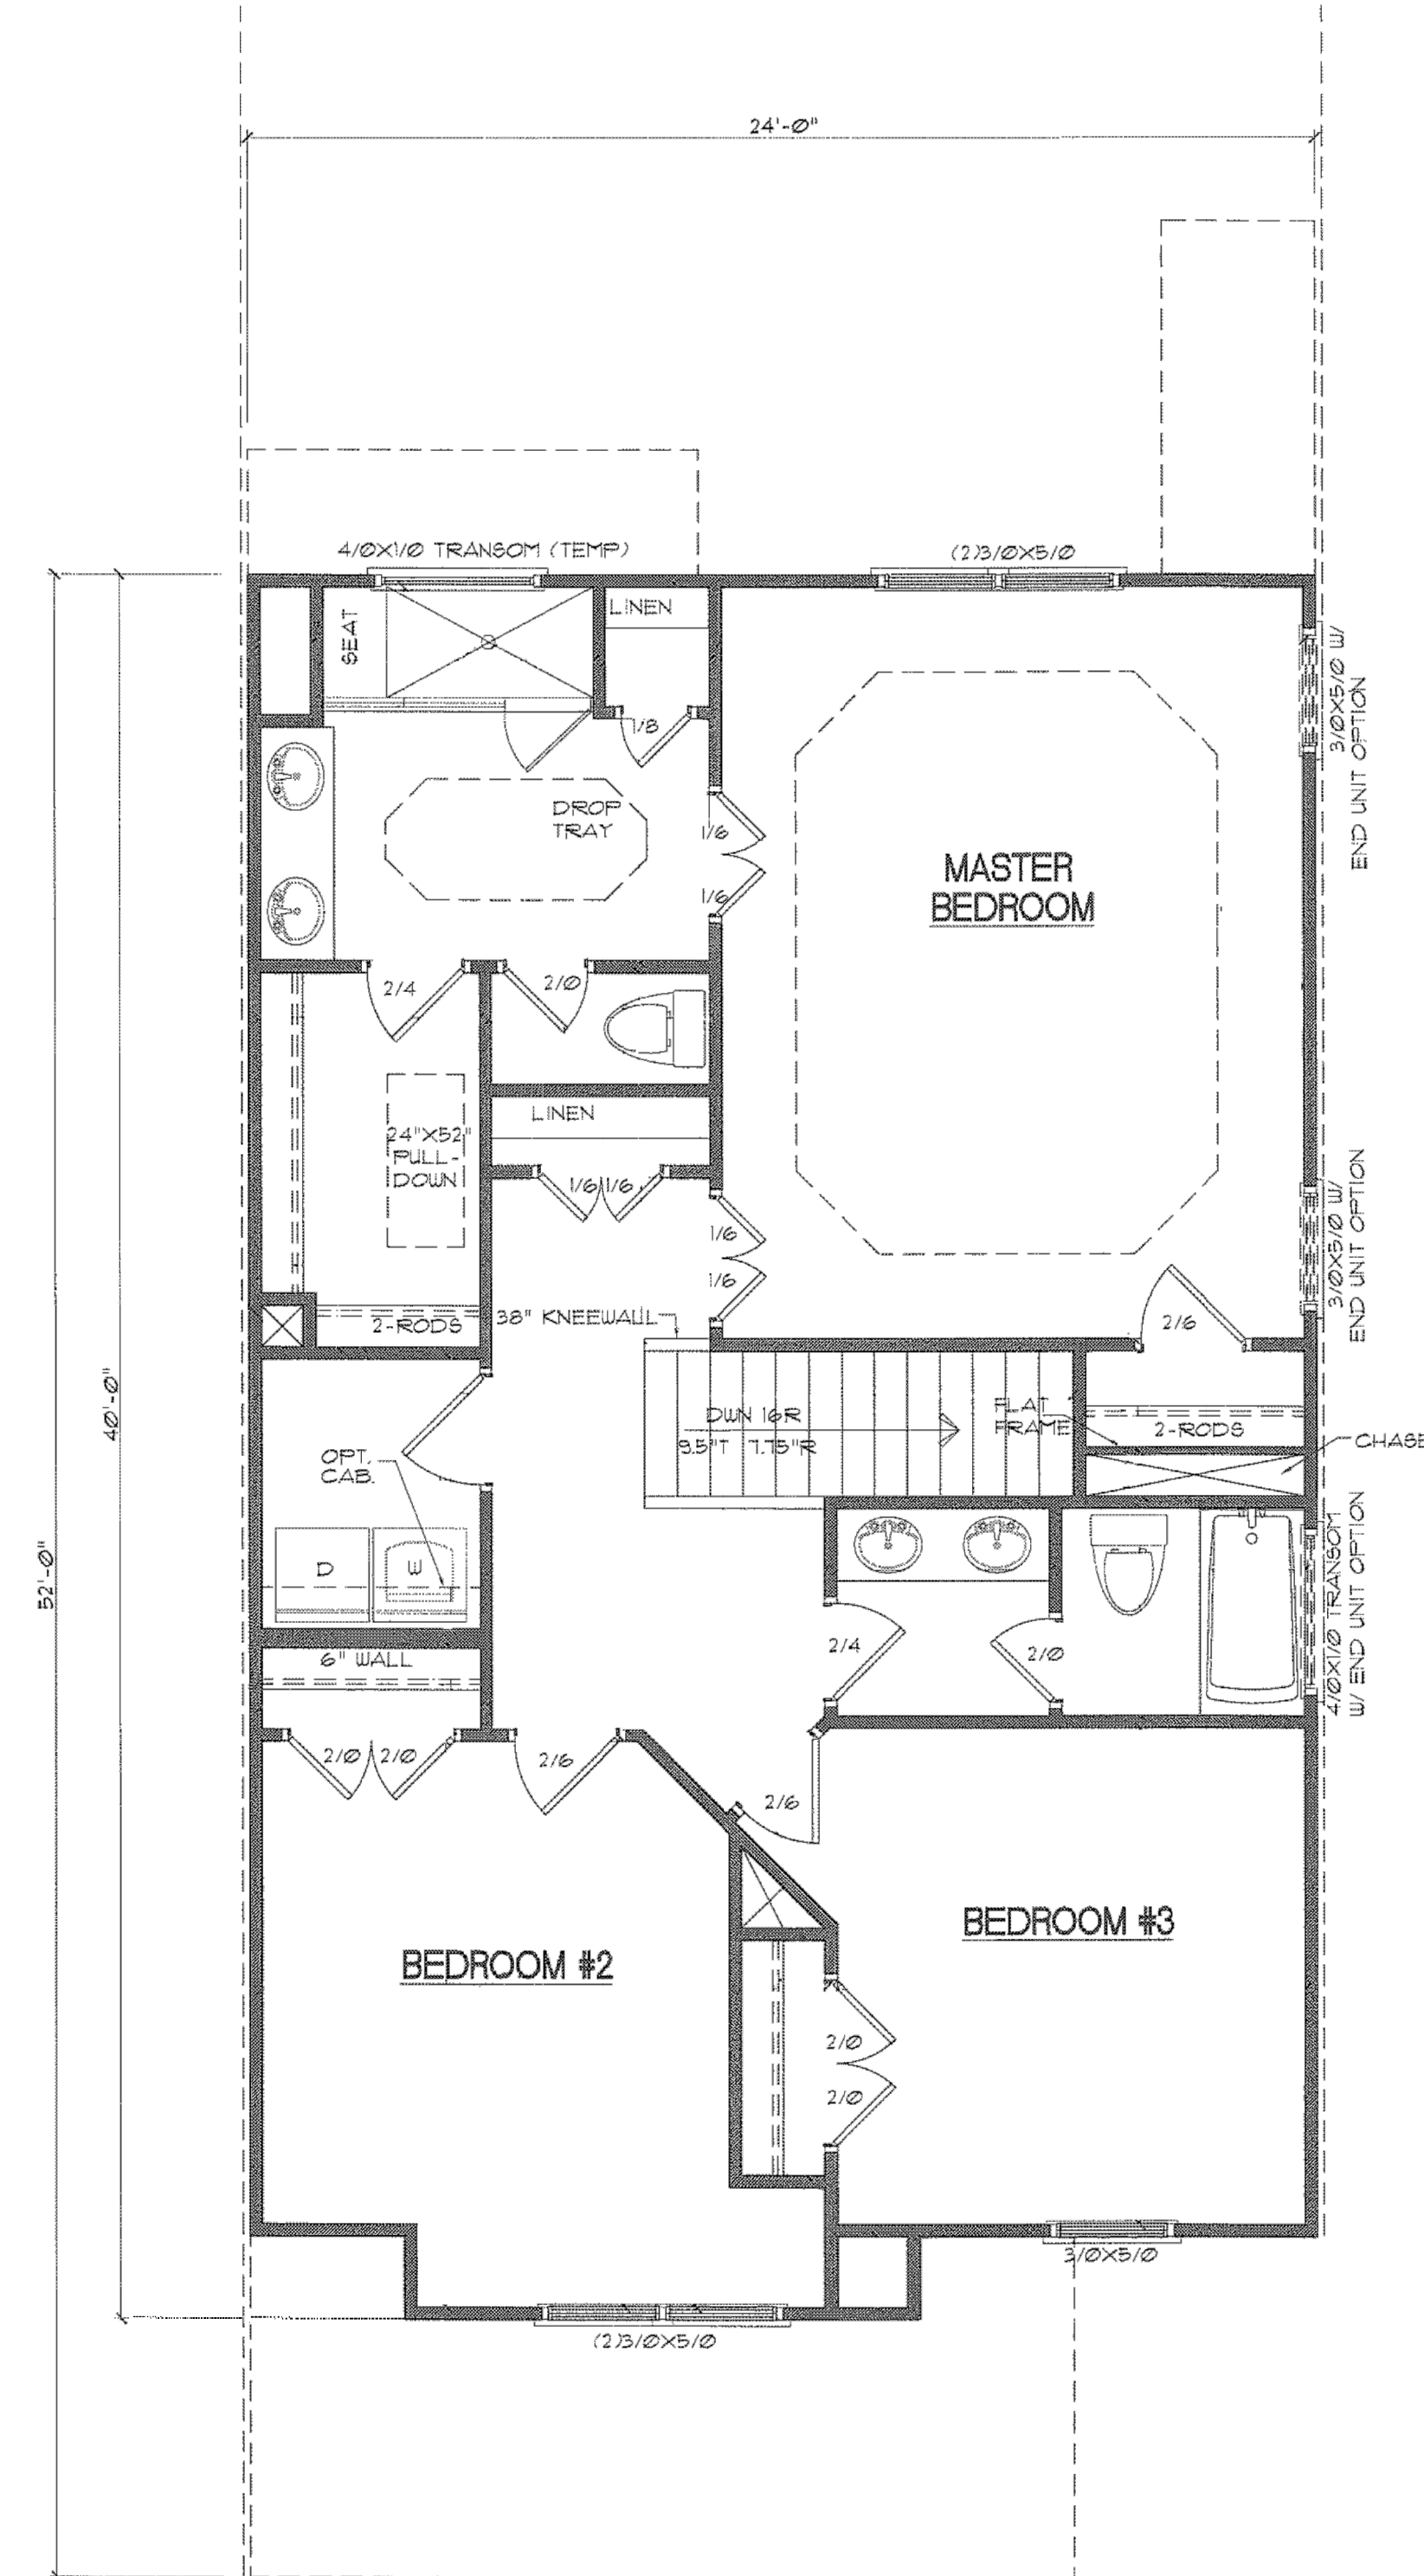 24'-0"
4/0X1/0 TRANSOM (TEMP)
(2)3/0X5/0
LINEN
SEAT
1/8
3/0X5/0 W/
END UNIT OPTION
DROP
TRAY
1/6
1/6
MASTER
BEDROOM
2/4
2/0
LINEN
24"X52"
PULL-
DOWN
1/6 1/6
1/6
1/6
3/0X5/0 W/
END UNIT OPTION
38" KNEEWALL
2-RODS
2/6
40'-0"
DWN 16R
9.5"T 7.75"R
FLAT
FRAME
2-RODS
CHASE
OPT.
CAB.
52'-0"
D
W
4/0X1/0 TRANSOM
W/ END UNIT OPTION
6" WALL
2/4
2/0
2/0 2/0
2/6
2/6
BEDROOM #3
BEDROOM #2
2/0
2/0
3/0X5/0
(2)3/0X5/0